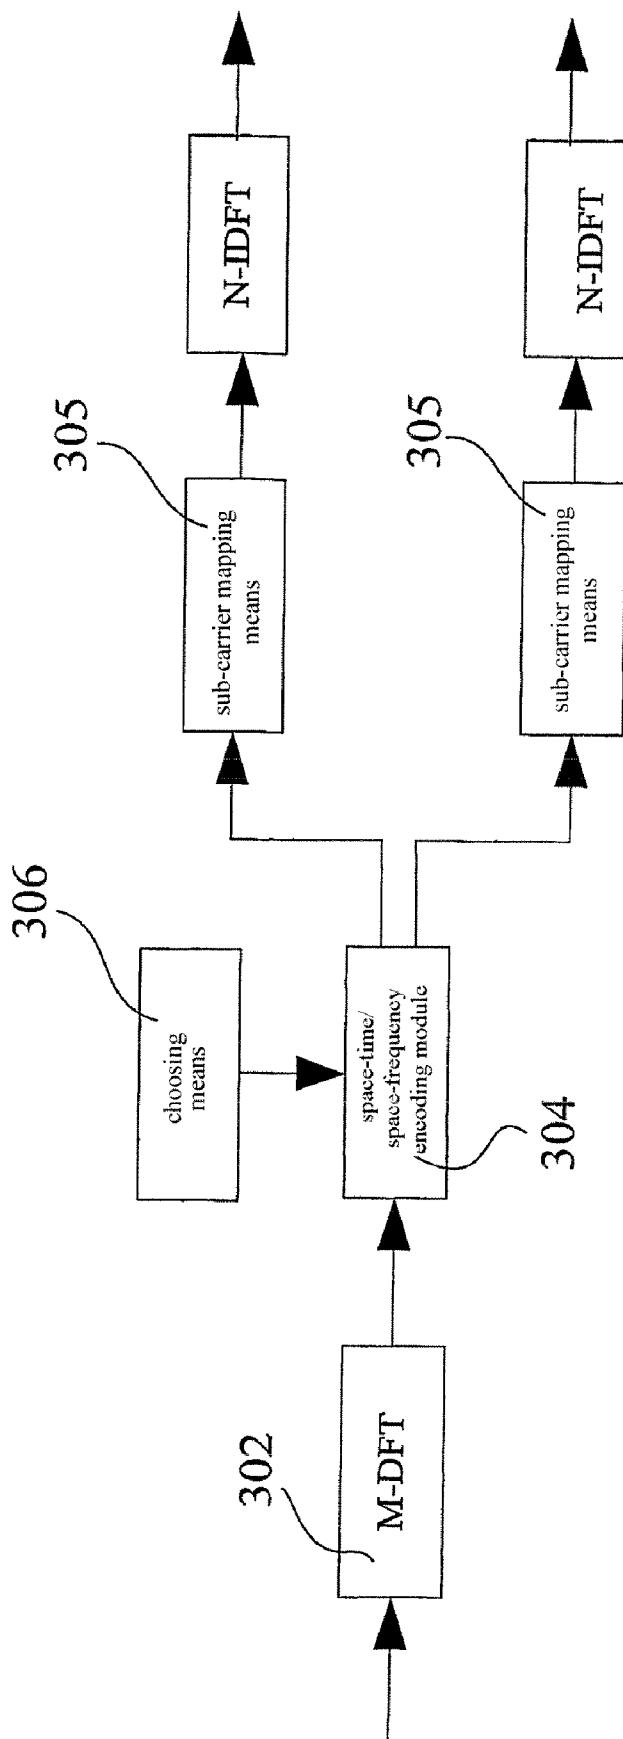 302
M-DFT
306
choosing
means
space-time/
space-frequency
encoding module
304
305
sub-carrier mapping
means
N-IDFT
305
sub-carrier mapping
means
N-IDFT